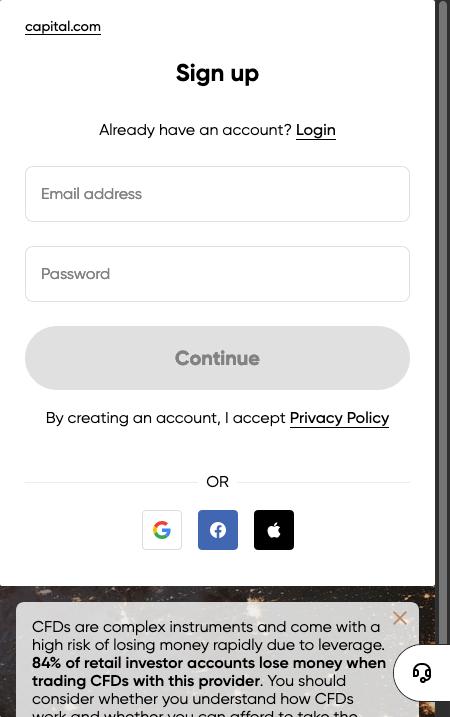 capital.com
Sign up
Already have an account? Login
Email address
Password
Continue
By creating an account, I accept Privacy Policy
OR
CFDs are complex instruments and come with a
high risk of losing money rapidly due to leverage.
84% of retail investor accounts lose money when
trading CFDs with this provider. You should
consider whether you understand how CFDs
work and whether you can afford to take the